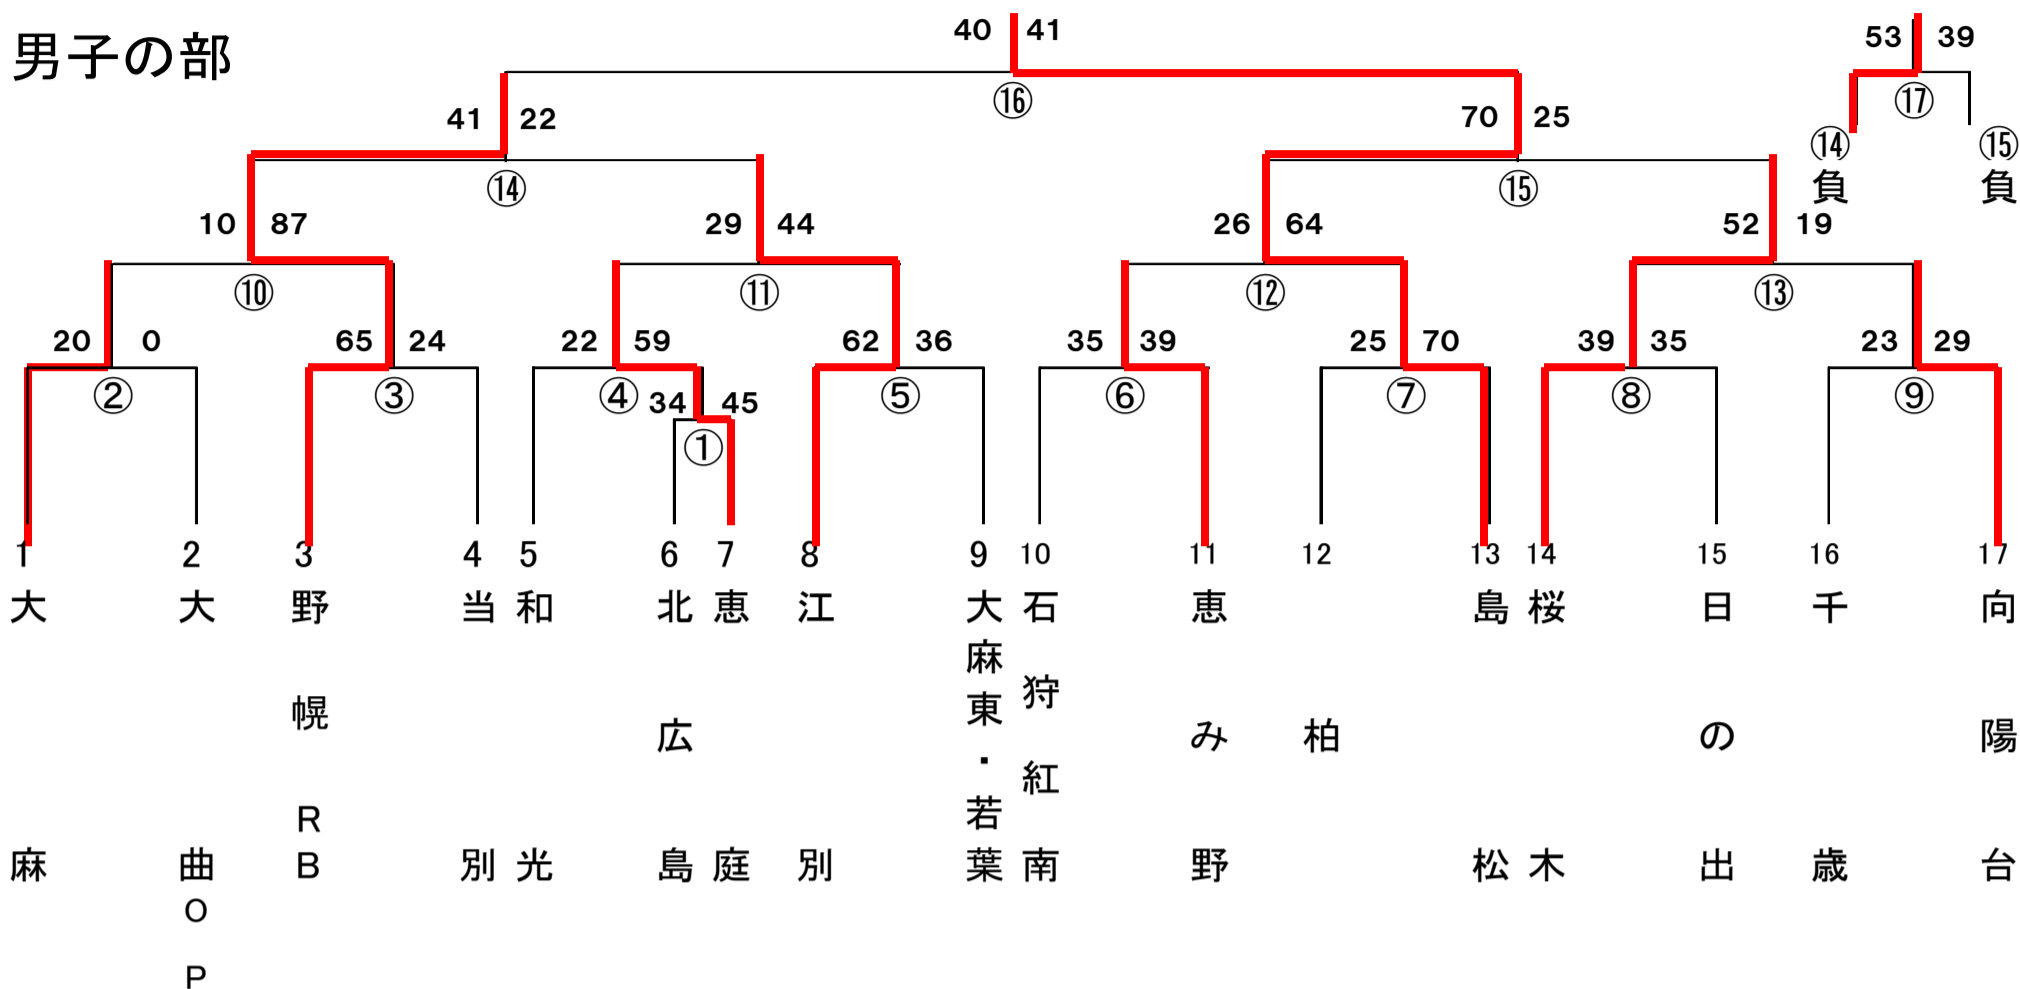 男子の部
40 41
53 39
⑯
⑰
41 22
70 25
⑭負
⑮負
⑭
⑮
10 87
29 44
26 64
52 19
⑩
⑪
⑫
⑬
20 0
65 24
22 59
62 36
35 39
25 70
39 35
23 29
②
③
④
⑤
⑥
⑦
⑧
⑨
34 45
①
1 大麻
2 大曲OP
3 野幌RB
4 当別
5 和光
6 北広島
7 恵庭
8 江別
9 大麻東・若葉
10 石狩紅南
11 恵み野
12 柏
13 島松
14 桜木
15 日の出
16 千歳
17 向陽台